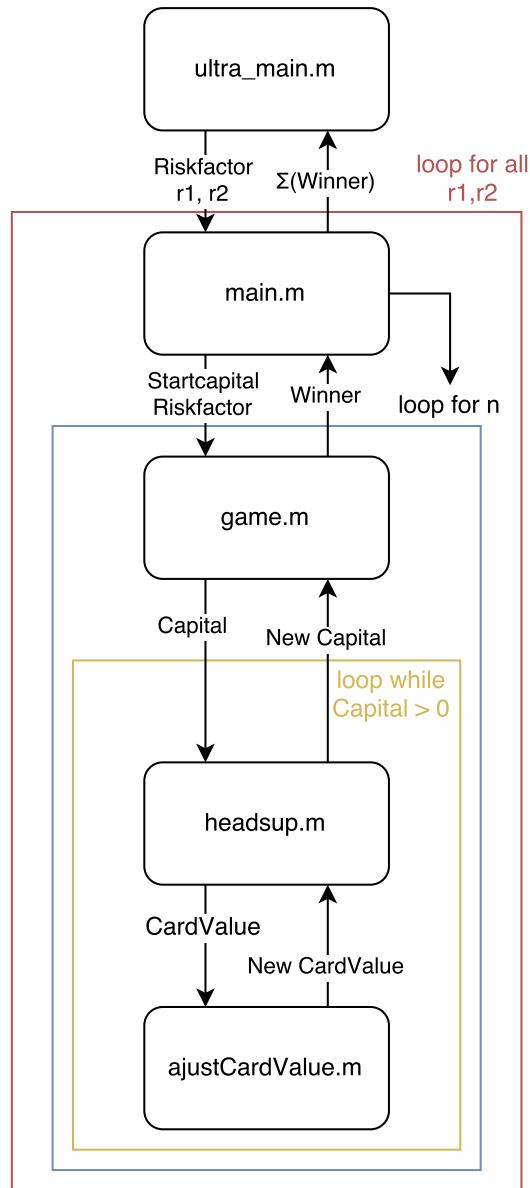 ultra_main.m
Riskfactor
r1, r2
Σ(Winner)
loop for all
r1,r2
main.m
Startcapital
Riskfactor
Winner
loop for n
game.m
Capital
New Capital
loop while
Capital > 0
headsup.m
CardValue
New CardValue
ajustCardValue.m